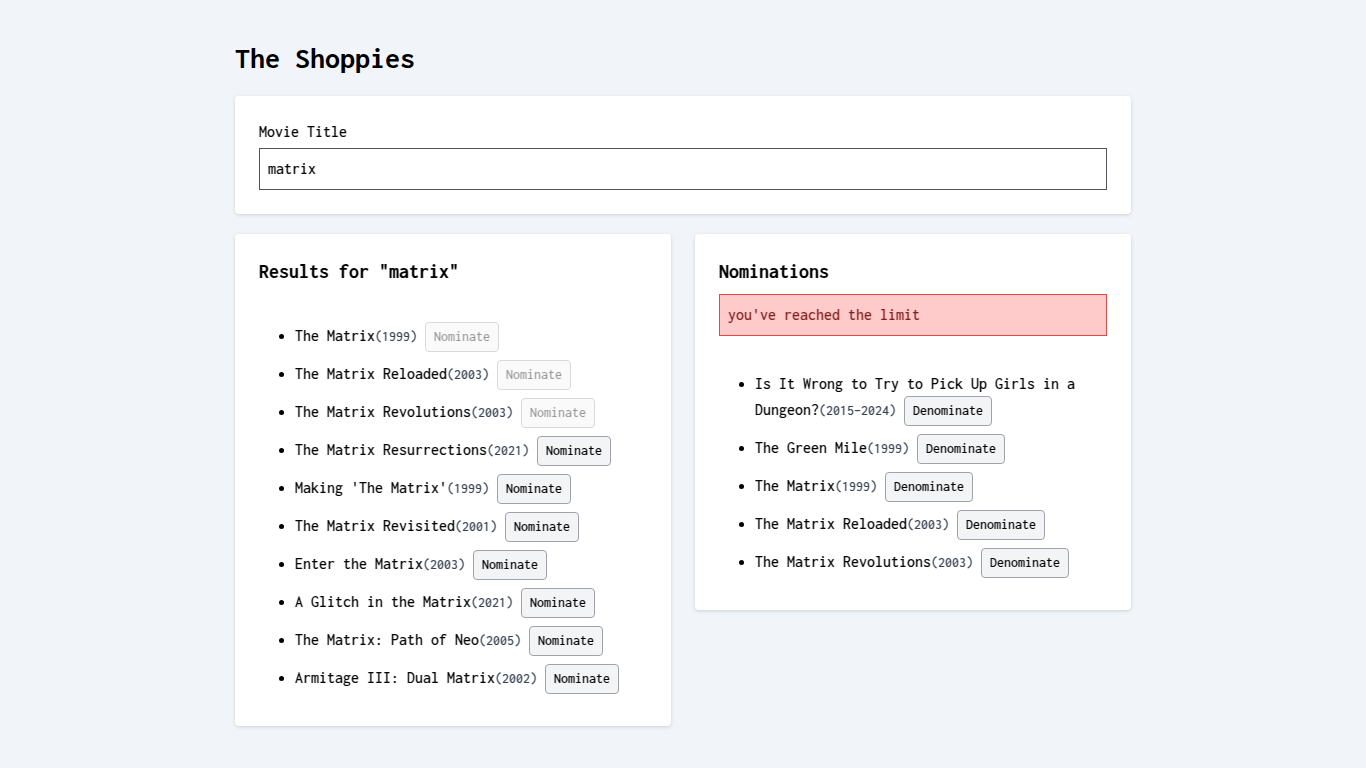 The Shoppies
Movie Title
matrix
Results for "matrix"
The Matrix(1999) Nominate
The Matrix Reloaded(2003) Nominate
The Matrix Revolutions(2003) Nominate
The Matrix Resurrections(2021) Nominate
Making 'The Matrix'(1999) Nominate
The Matrix Revisited(2001) Nominate
Enter the Matrix(2003) Nominate
A Glitch in the Matrix(2021) Nominate
The Matrix: Path of Neo(2005) Nominate
Armitage III: Dual Matrix(2002) Nominate
Nominations
you've reached the limit
Is It Wrong to Try to Pick Up Girls in a
Dungeon?(2015–2024) Denominate
The Green Mile(1999) Denominate
The Matrix(1999) Denominate
The Matrix Reloaded(2003) Denominate
The Matrix Revolutions(2003) Denominate